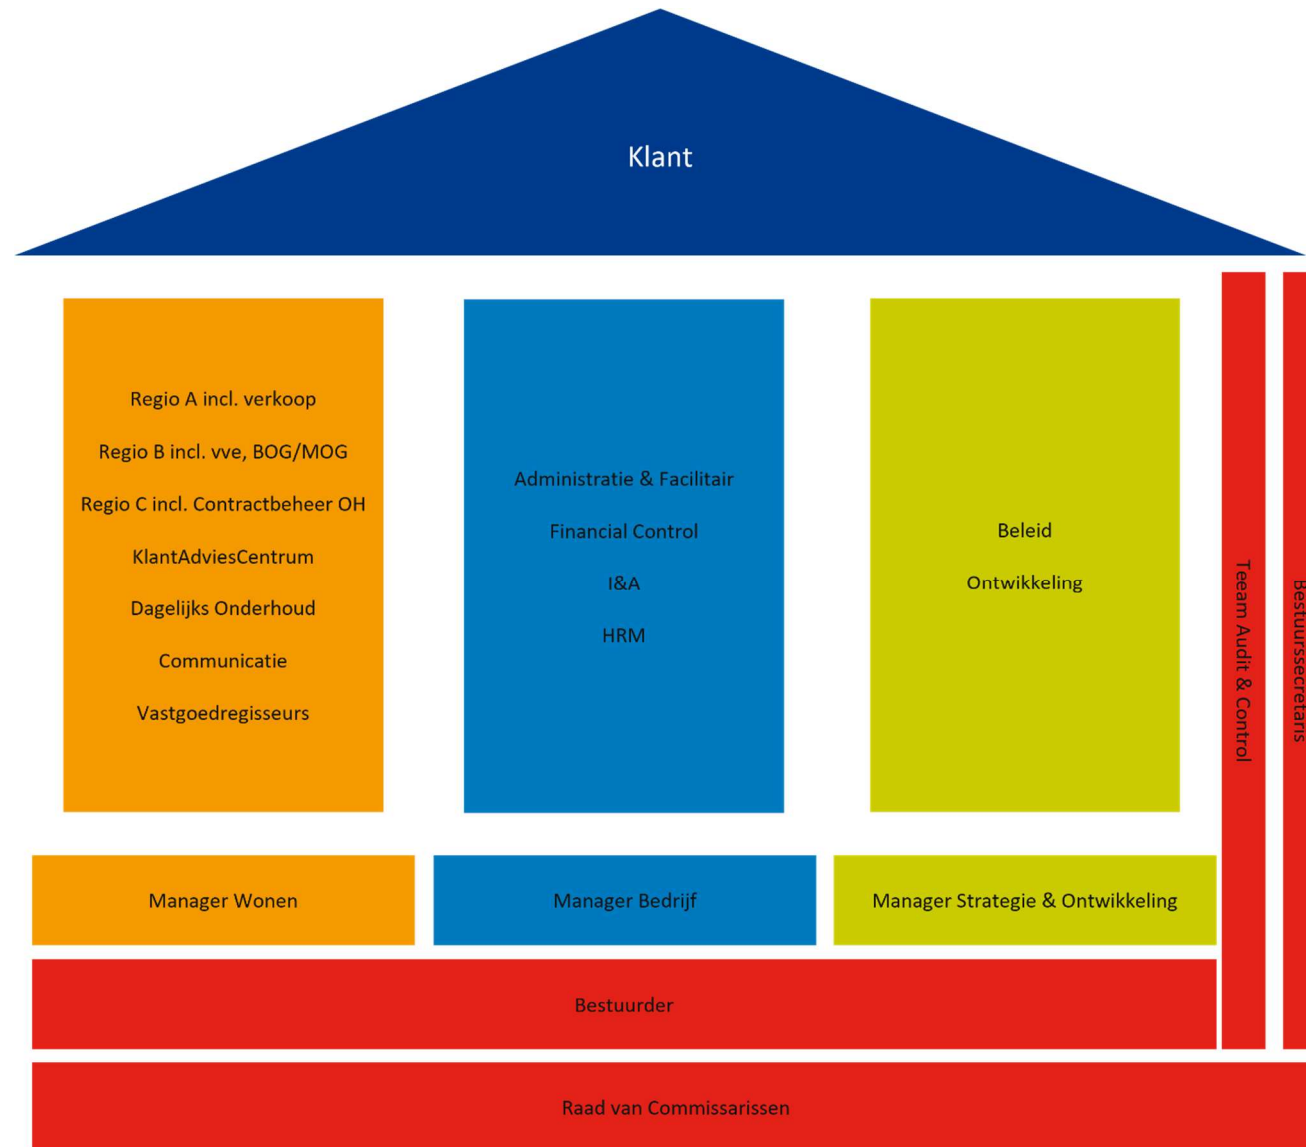 Klant
Regio A incl. verkoop
Regio B incl. vve, BOG/MOG
Regio C incl. Contractbeheer OH
KlantAdviesCentrum
Dagelijks Onderhoud
Communicatie
Vastgoedregisseurs
Administratie & Facilitair
Financial Control
I&A
HRM
Beleid
Ontwikkeling
Teeam Audit & Control
Bestuurssecretaris
Manager Wonen
Manager Bedrijf
Manager Strategie & Ontwikkeling
Bestuurder
Raad van Commissarissen